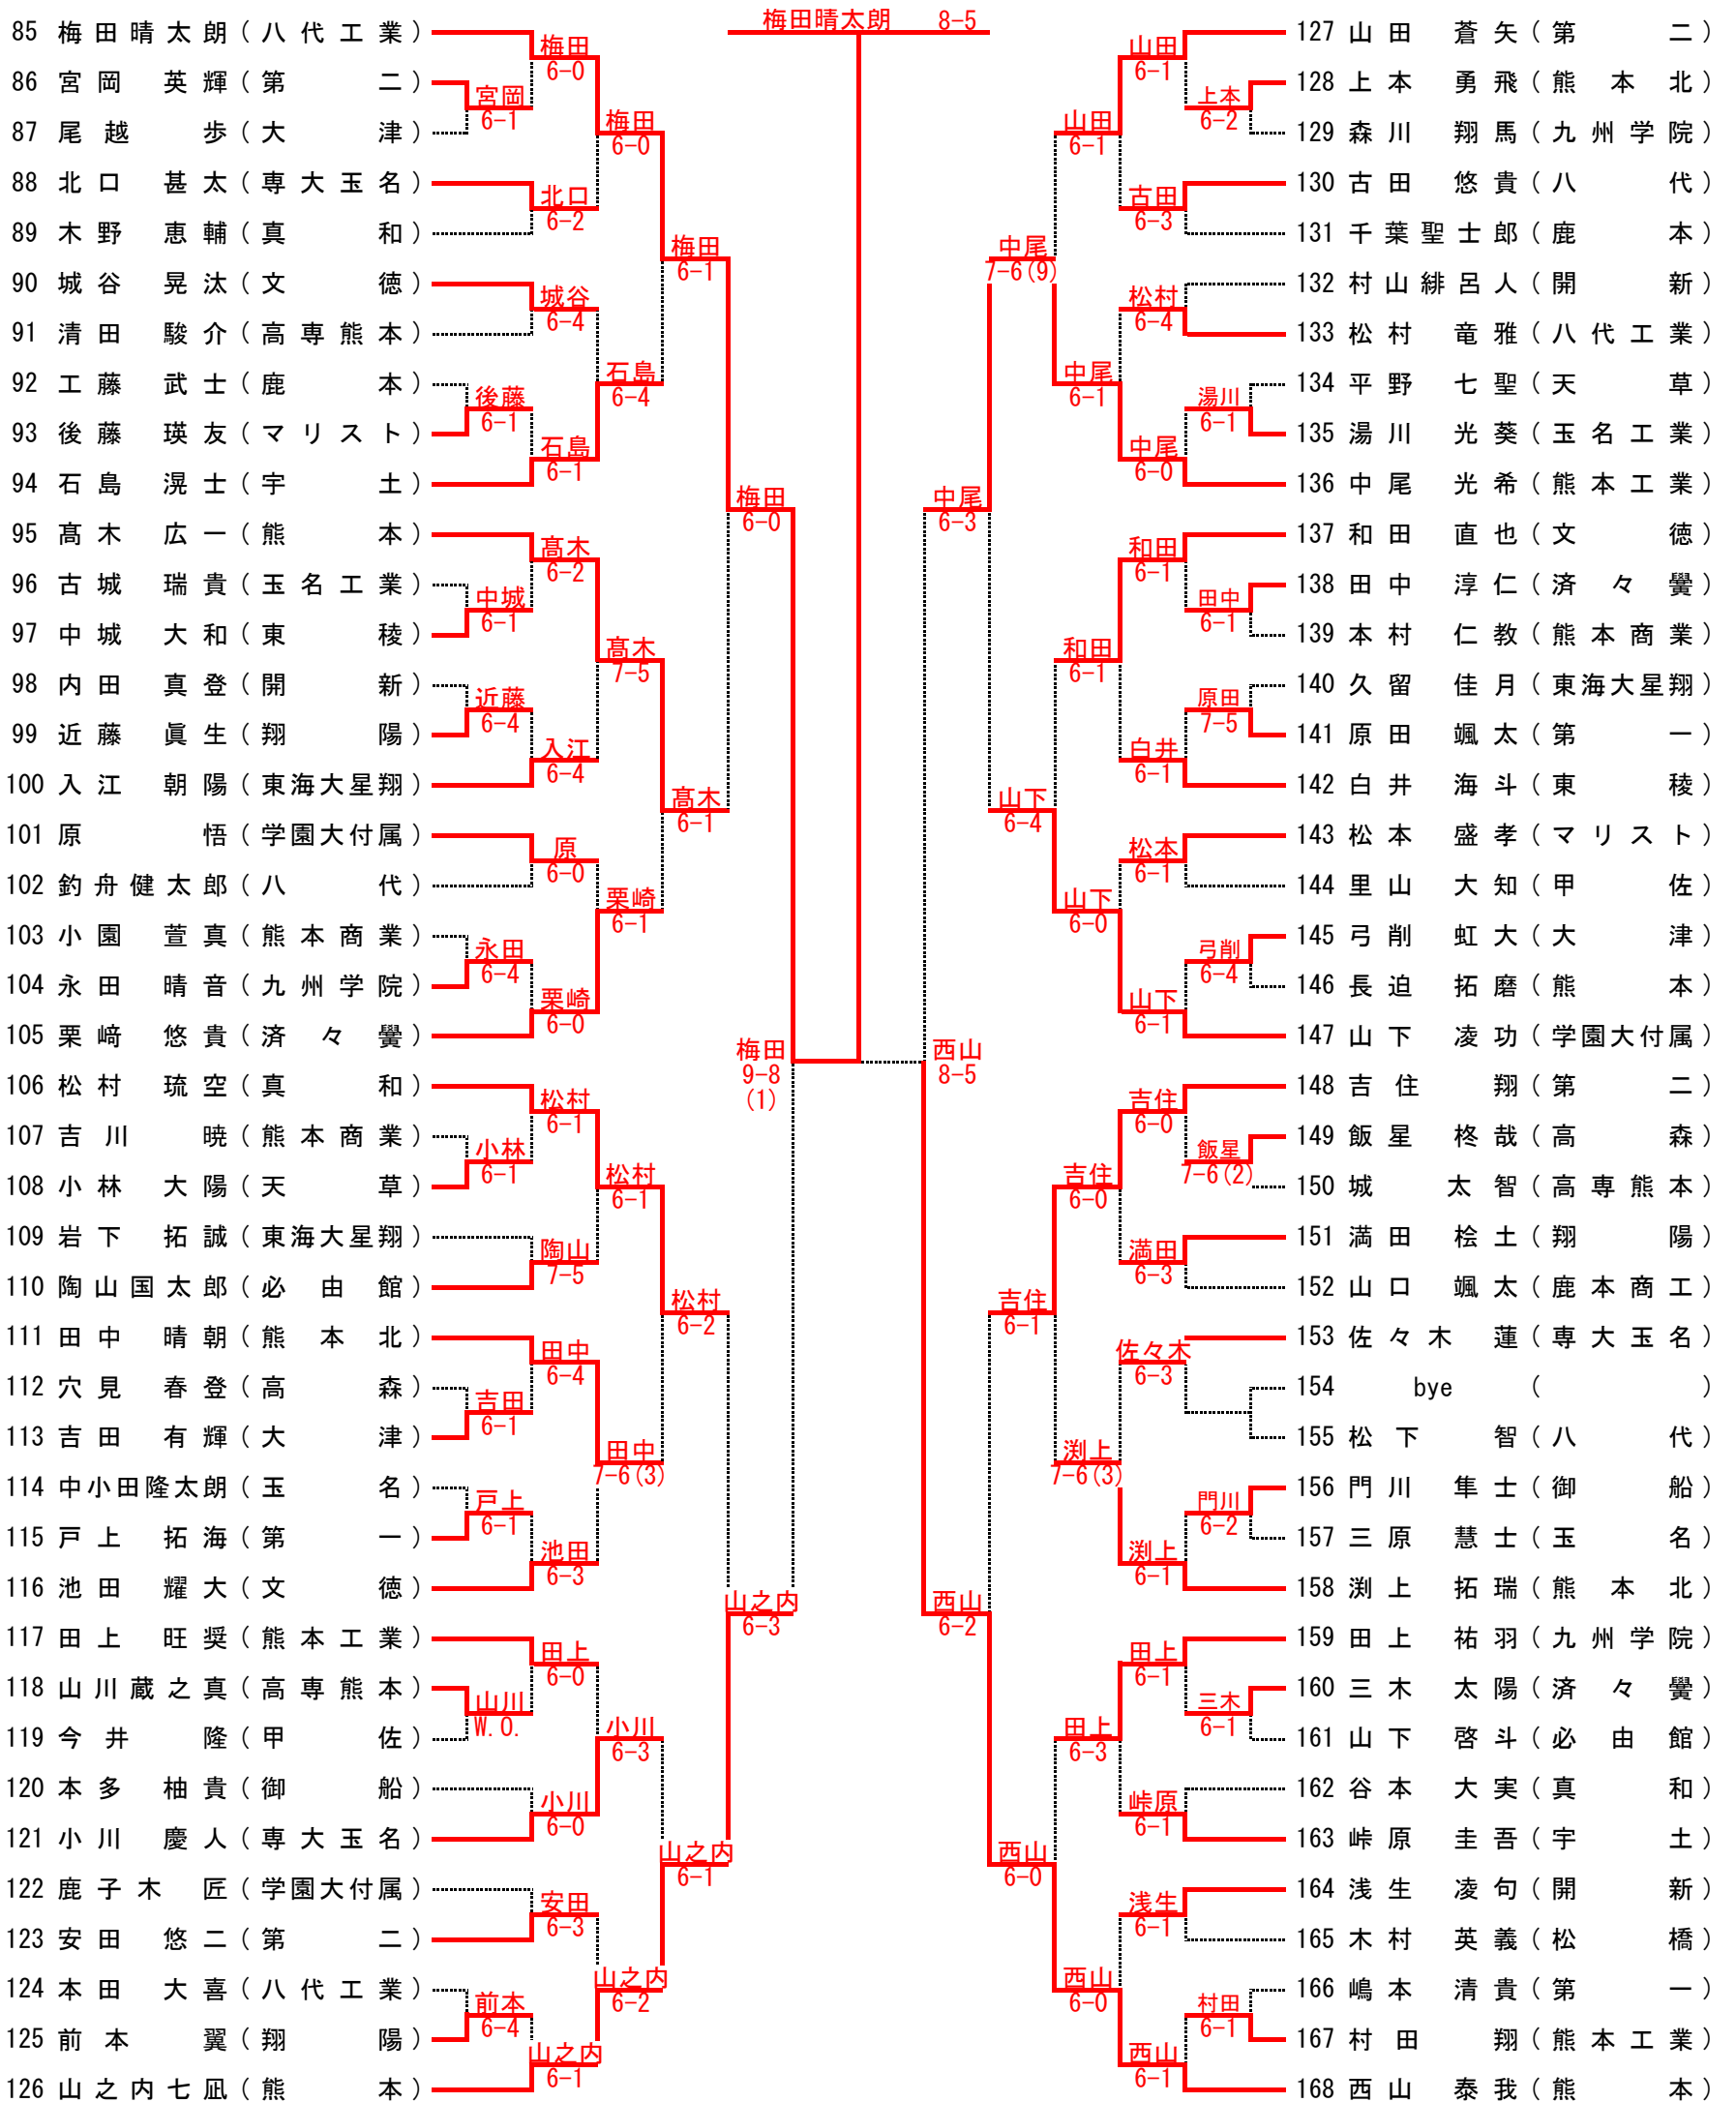 梅田晴太朗 8-5
85 梅田晴太朗(八代工業)
86 宮岡 英輝(第二)
87 尾越 歩(大津)
88 北口 甚太(専大玉名)
89 木野 恵輔(真和)
90 城谷 晃汰(文徳)
91 清田 駿介(高専熊本)
92 工藤 武士(鹿本)
93 後藤 瑛友(マリスト)
94 石島 滉士(宇土)
95 髙木 広一(熊本)
96 古城 瑞貴(玉名工業)
97 中城 大和(東稜)
98 内田 真登(開新)
99 近藤 眞生(翔陽)
100 入江 朝陽(東海大星翔)
101 原 悟(学園大付属)
102 釣舟健太郎(八代)
103 小園 萱真(熊本商業)
104 永田 晴音(九州学院)
105 栗﨑 悠貴(済々黌)
106 松村 琉空(真和)
107 吉川 暁(熊本商業)
108 小林 大陽(天草)
109 岩下 拓誠(東海大星翔)
110 陶山国太郎(必由館)
111 田中 晴朝(熊本北)
112 穴見 春登(高森)
113 吉田 有輝(大津)
114 中小田隆太朗(玉名)
115 戸上 拓海(第一)
116 池田 耀大(文徳)
117 田上 旺奨(熊本工業)
118 山川蔵之真(高専熊本)
119 今井 隆(甲佐)
120 本多 柚貴(御船)
121 小川 慶人(専大玉名)
122 鹿子木 匠(学園大付属)
123 安田 悠二(第二)
124 本田 大喜(八代工業)
125 前本 翼(翔陽)
126 山之内七凪(熊本)
宮岡
6-1
後藤
6-1
中城
6-1
近藤
6-4
永田
6-4
小林
6-1
吉田
6-1
戸上
6-1
山川
W.O.
前本
6-4
梅田
6-0
北口
6-2
城谷
6-4
石島
6-1
髙木
6-2
入江
6-4
原
6-0
栗崎
6-0
松村
6-1
陶山
7-5
田中
6-4
池田
6-3
田上
6-0
小川
6-0
安田
6-3
山之内
6-1
梅田
6-0
石島
6-4
髙木
7-5
栗崎
6-1
松村
6-1
田中
7-6(3)
小川
6-3
山之内
6-2
梅田
6-1
髙木
6-1
松村
6-2
山之内
6-1
梅田
6-0
山之内
6-3
梅田
9-8
(1)
西山
8-5
中尾
6-3
西山
6-2
中尾
7-6(9)
山下
6-4
吉住
6-1
西山
6-0
山田
6-1
中尾
6-1
和田
6-1
山下
6-0
吉住
6-0
渕上
7-6(3)
田上
6-3
西山
6-0
山田
6-1
古田
6-3
松村
6-4
中尾
6-0
和田
6-1
白井
6-1
松本
6-1
山下
6-1
吉住
6-0
満田
6-3
佐々木
6-3
渕上
6-1
田上
6-1
峠原
6-1
浅生
6-1
西山
6-1
上本
6-2
湯川
6-1
田中
6-1
原田
7-5
弓削
6-4
飯星
7-6(2)
門川
6-2
三木
6-1
村田
6-1
127 山田 蒼矢(第二)
128 上本 勇飛(熊本北)
129 森川 翔馬(九州学院)
130 古田 悠貴(八代)
131 千葉聖士郎(鹿本)
132 村山緋呂人(開新)
133 松村 竜雅(八代工業)
134 平野 七聖(天草)
135 湯川 光葵(玉名工業)
136 中尾 光希(熊本工業)
137 和田 直也(文徳)
138 田中 淳仁(済々黌)
139 本村 仁教(熊本商業)
140 久留 佳月(東海大星翔)
141 原田 颯太(第一)
142 白井 海斗(東稜)
143 松本 盛孝(マリスト)
144 里山 大知(甲佐)
145 弓削 虹大(大津)
146 長迫 拓磨(熊本)
147 山下 凌功(学園大付属)
148 吉住 翔(第二)
149 飯星 柊哉(高森)
150 城 太智(高専熊本)
151 満田 桧土(翔陽)
152 山口 颯太(鹿本商工)
153 佐々木 蓮(専大玉名)
154 bye ( )
155 松下 智(八代)
156 門川 隼士(御船)
157 三原 慧士(玉名)
158 渕上 拓瑞(熊本北)
159 田上 祐羽(九州学院)
160 三木 太陽(済々黌)
161 山下 啓斗(必由館)
162 谷本 大実(真和)
163 峠原 圭吾(宇土)
164 浅生 凌句(開新)
165 木村 英義(松橋)
166 嶋本 清貴(第一)
167 村田 翔(熊本工業)
168 西山 泰我(熊本)